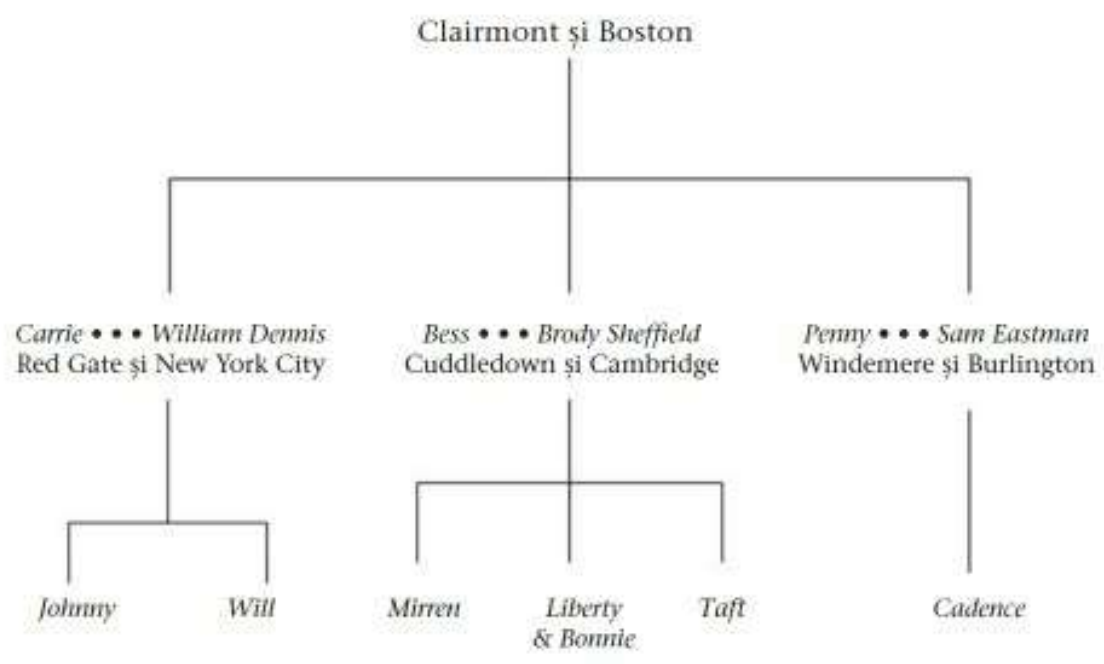 Clairmont și Boston
Carrie • • • William Dennis
Red Gate și New York City
Bess • • • Brody Sheffield
Cuddledown și Cambridge
Penny • • • Sam Eastman
Windemere și Burlington
Johnny
Will
Mirren
Liberty
& Bonnie
Taft
Cadence